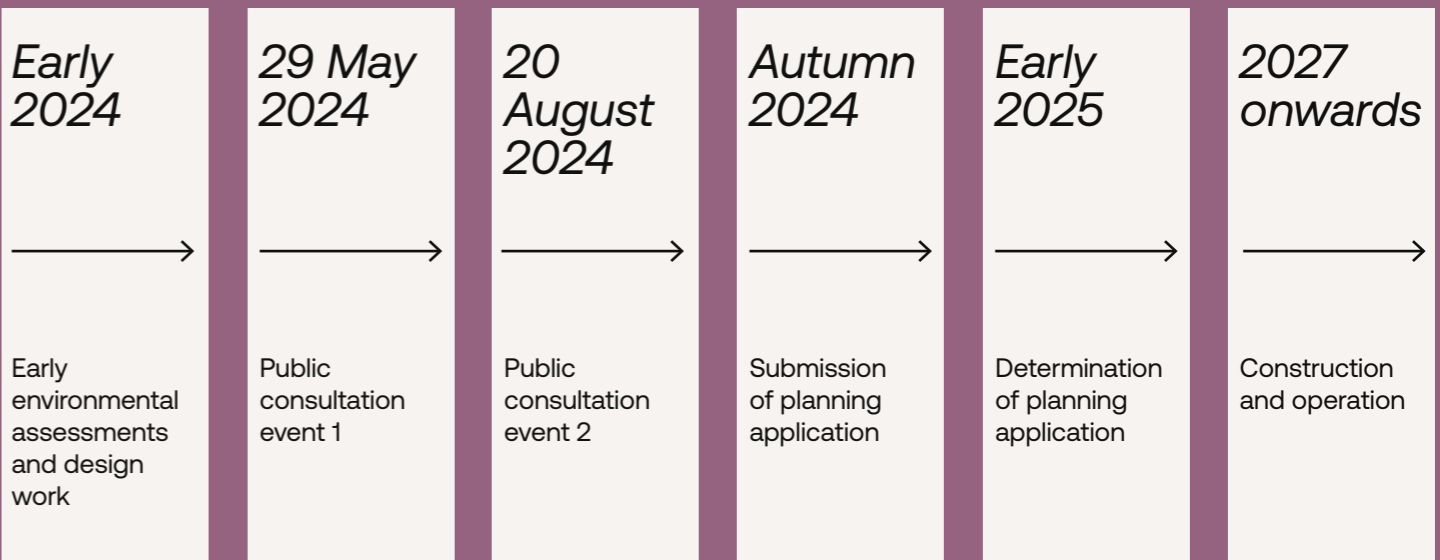 Early
2024
Early
environmental
assessments
and design
work
29 May
2024
Public
consultation
event 1
20
August
2024
Public
consultation
event 2
Autumn
2024
Submission
of planning
application
Early
2025
Determination
of planning
application
2027
onwards
Construction
and operation